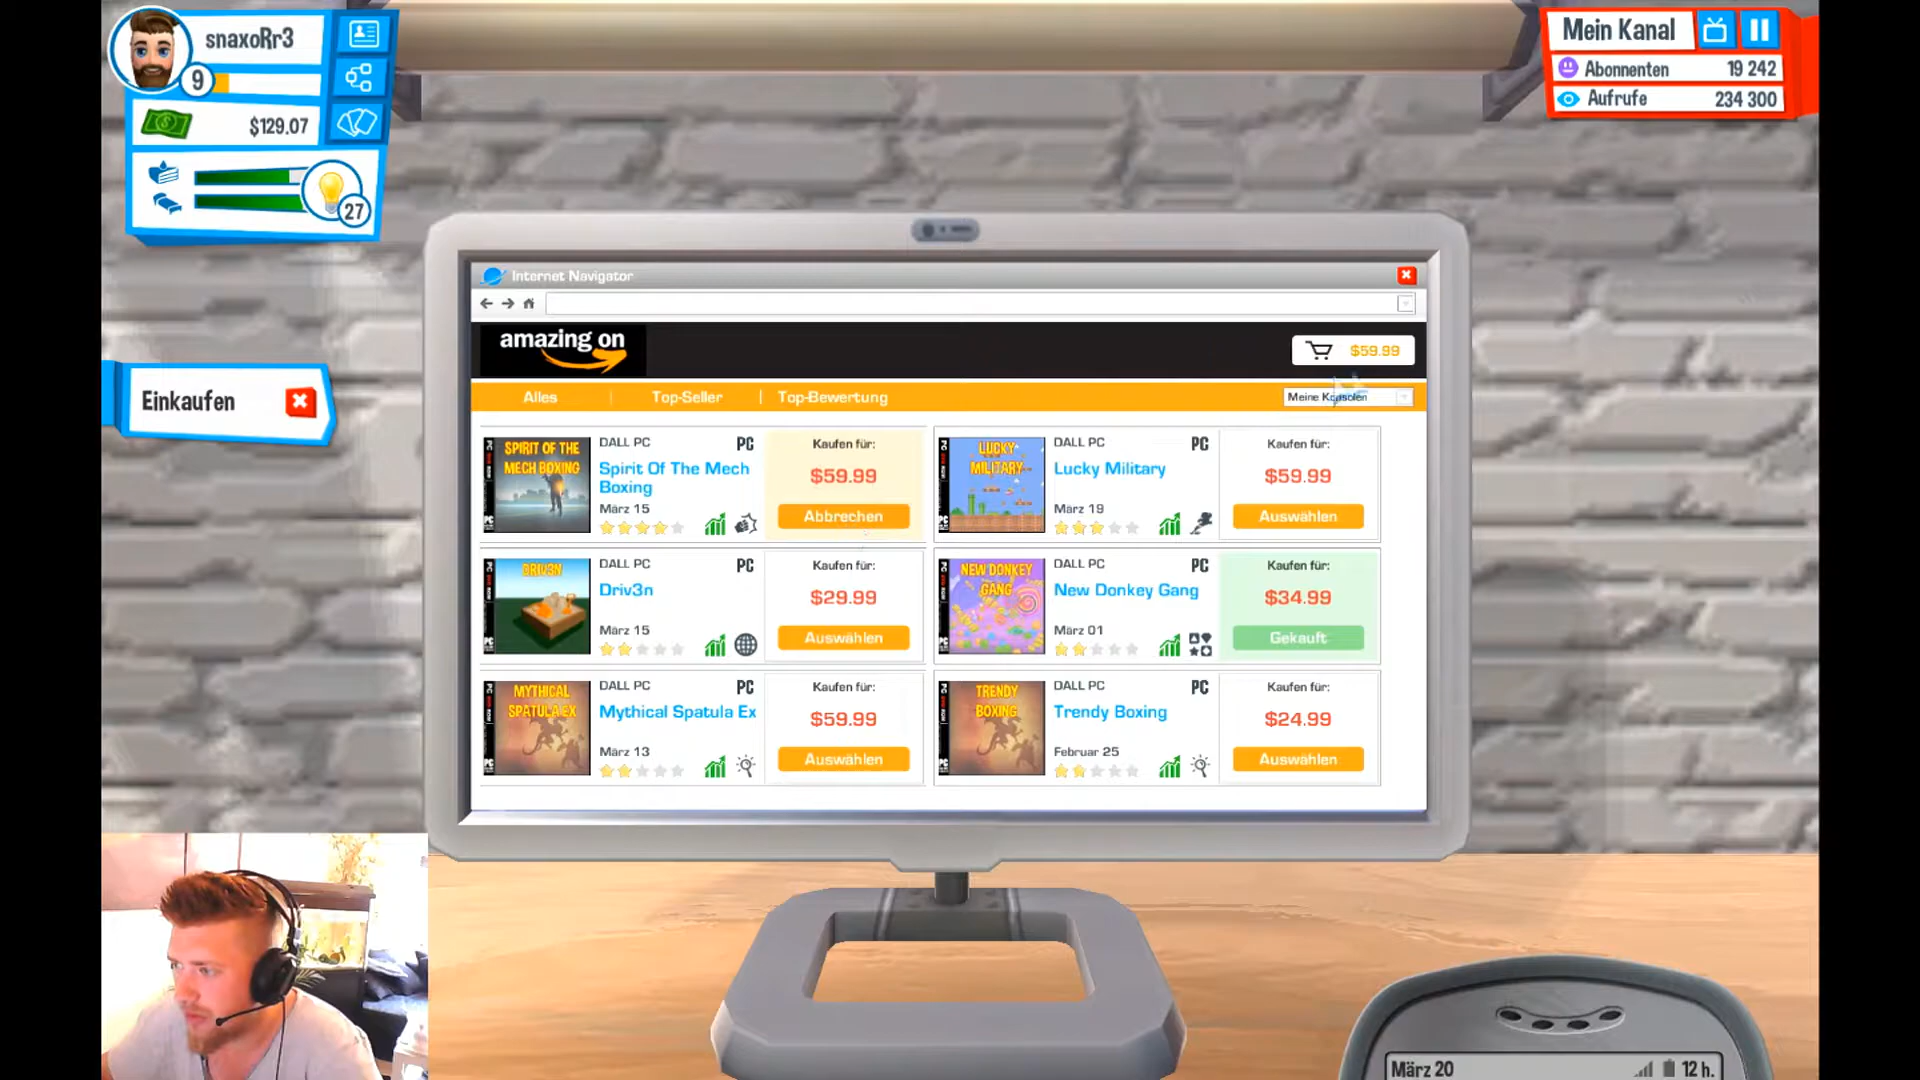 snaxoRr3
9
$129.07
27
Mein Kanal
Abonnenten 19 242
Aufrufe 234 300
Einkaufen
Internet Navigator
amazing on
$59.99
Alles
Top-Seller
Top-Bewertung
Meine Konsolen
SPIRIT OF THE
MECH BOXING
DALL PC
PC
Spirit Of The Mech
Boxing
März 15
Kaufen für:
$59.99
Abbrechen
LUCKY
MILITARY
DALL PC
PC
Lucky Military
März 19
Kaufen für:
$59.99
Auswählen
DRIV3N
DALL PC
PC
Driv3n
März 15
Kaufen für:
$29.99
Auswählen
NEW DONKEY
GANG
DALL PC
PC
New Donkey Gang
März 01
Kaufen für:
$34.99
Gekauft
MYTHICAL
SPATULA EX
DALL PC
PC
Mythical Spatula Ex
März 13
Kaufen für:
$59.99
Auswählen
TRENDY
BOXING
DALL PC
PC
Trendy Boxing
Februar 25
Kaufen für:
$24.99
Auswählen
März 20
12 h.